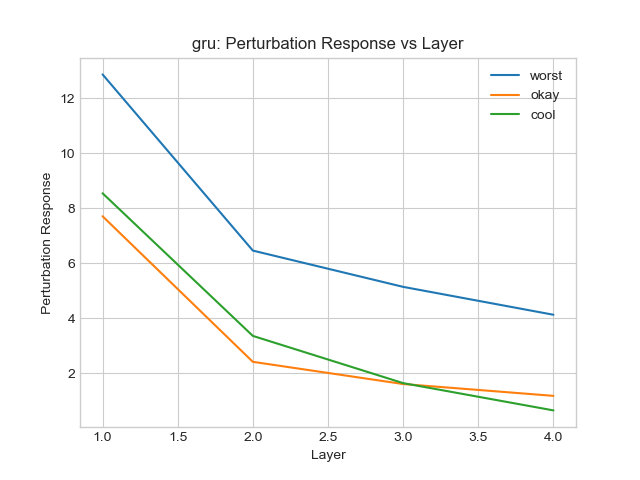 gru: Perturbation Response vs Layer
worst
okay
cool
12
10
8
6
4
2
Perturbation Response
1.0 1.5 2.0 2.5 3.0 3.5 4.0
Layer